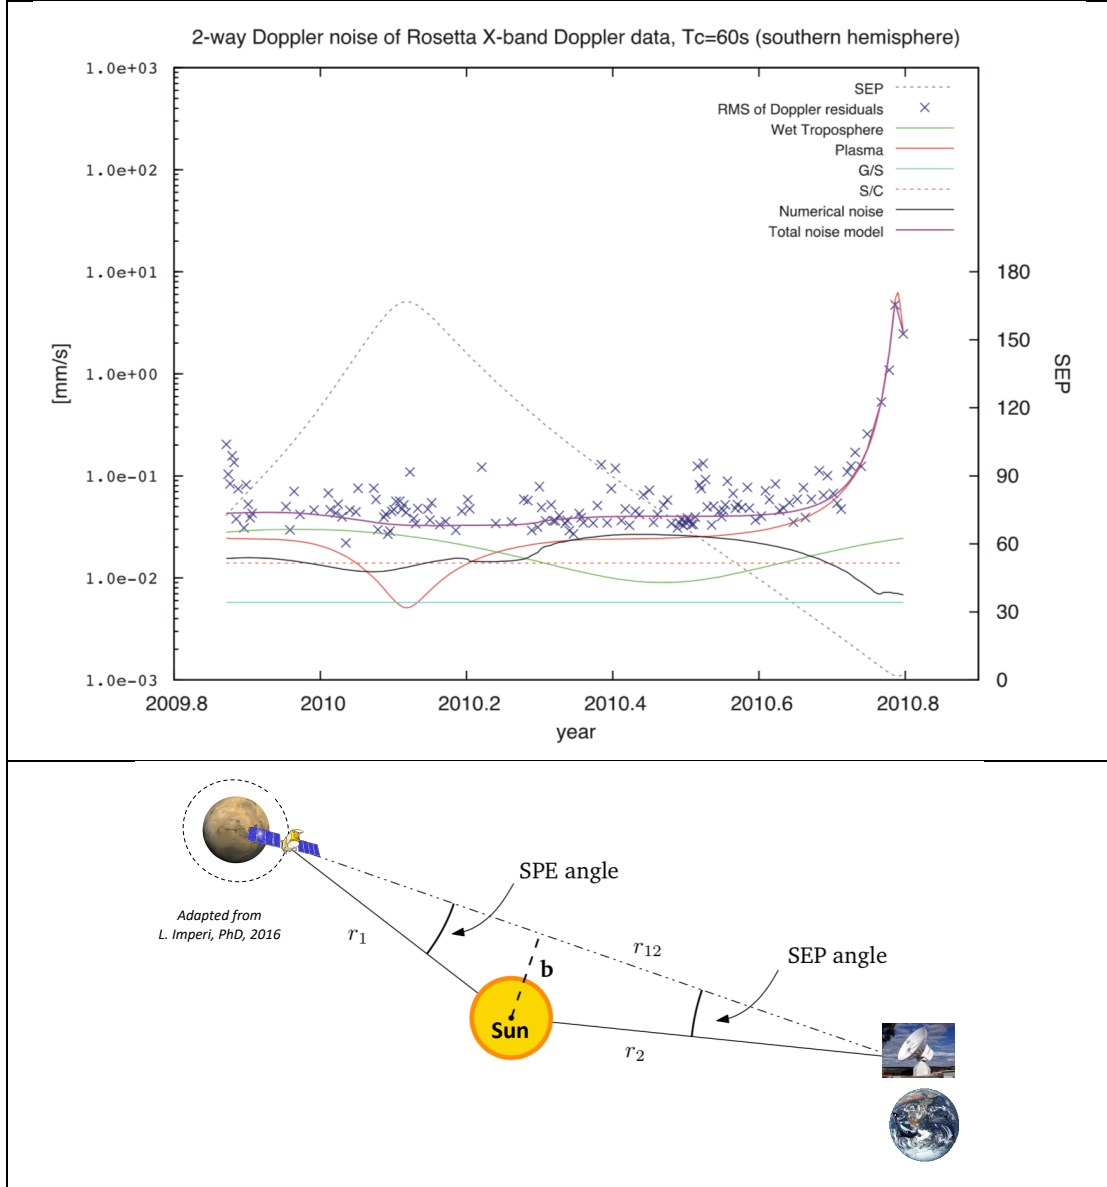 2-way Doppler noise of Rosetta X-band Doppler data, Tc=60s (southern hemisphere)
1.0e+03
1.0e+02
1.0e+01
1.0e+00
1.0e-01
1.0e-02
1.0e-03
[mm/s]
SEP
RMS of Doppler residuals
Wet Troposphere
Plasma
G/S
S/C
Numerical noise
Total noise model
180
150
120
90
60
30
0
SEP
2009.8 2010 2010.2 2010.4 2010.6 2010.8
year
SPE angle
Adapted from
L. Imperi, PhD, 2016
r1
r12
SEP angle
b
Sun
r2